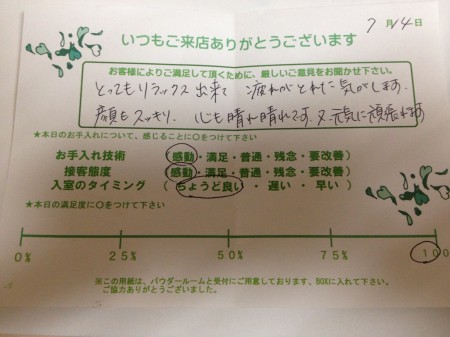 7月14日
いつもご来店ありがとうございます
お客様によりご満足して頂くために、厳しいご意見をお聞かせ下さい。
とってもリラックス出来て 疲れがとれた気がします。
顔もスッキリ、心も晴れ晴れです。又、元気に頑張れます
★本日のお手入れについて、感じることに○をつけて下さい
お手入れ技術 (感動・満足・普通・残念・要改善)
接客態度 (感動・満足・普通・残念・要改善)
入室のタイミング (ちょうど良い・遅い・早い)
★本日の満足度に○をつけて下さい
0% 25% 50% 75% 100
※この用紙は、パウダールームと受付にご用意しております、BOXに入れて下さい。
ご協力ありがとうございました。